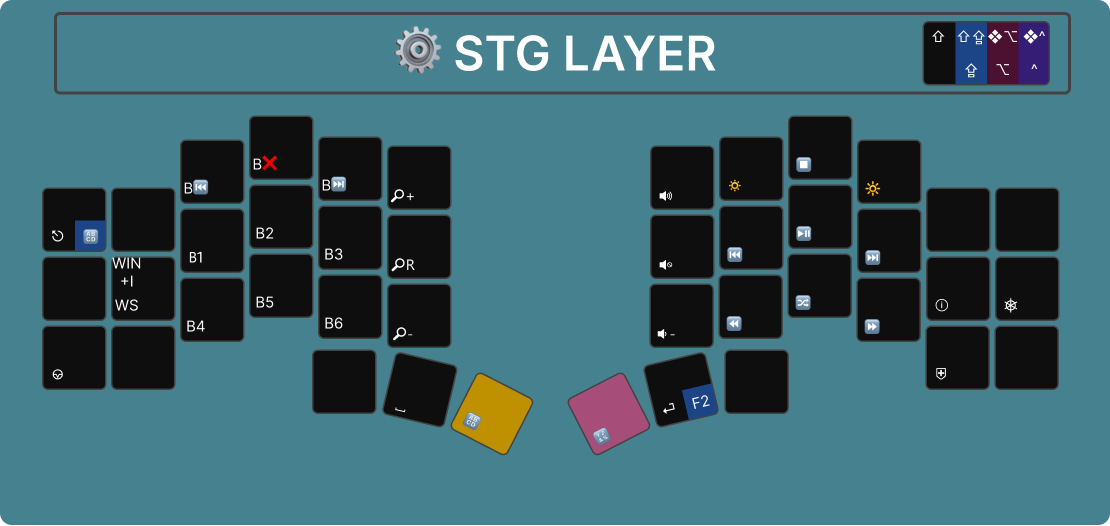 ⚙️ STG LAYER
⇧ ⇧⇪ ❖⌥ ❖^
⇪ ⌥ ^
B❌
B⏮️ B⏭️
🔎+
⎋ 🔠
B1 B2 B3 🔎R
WIN
+I
WS
B4 B5 B6 🔎-
F2